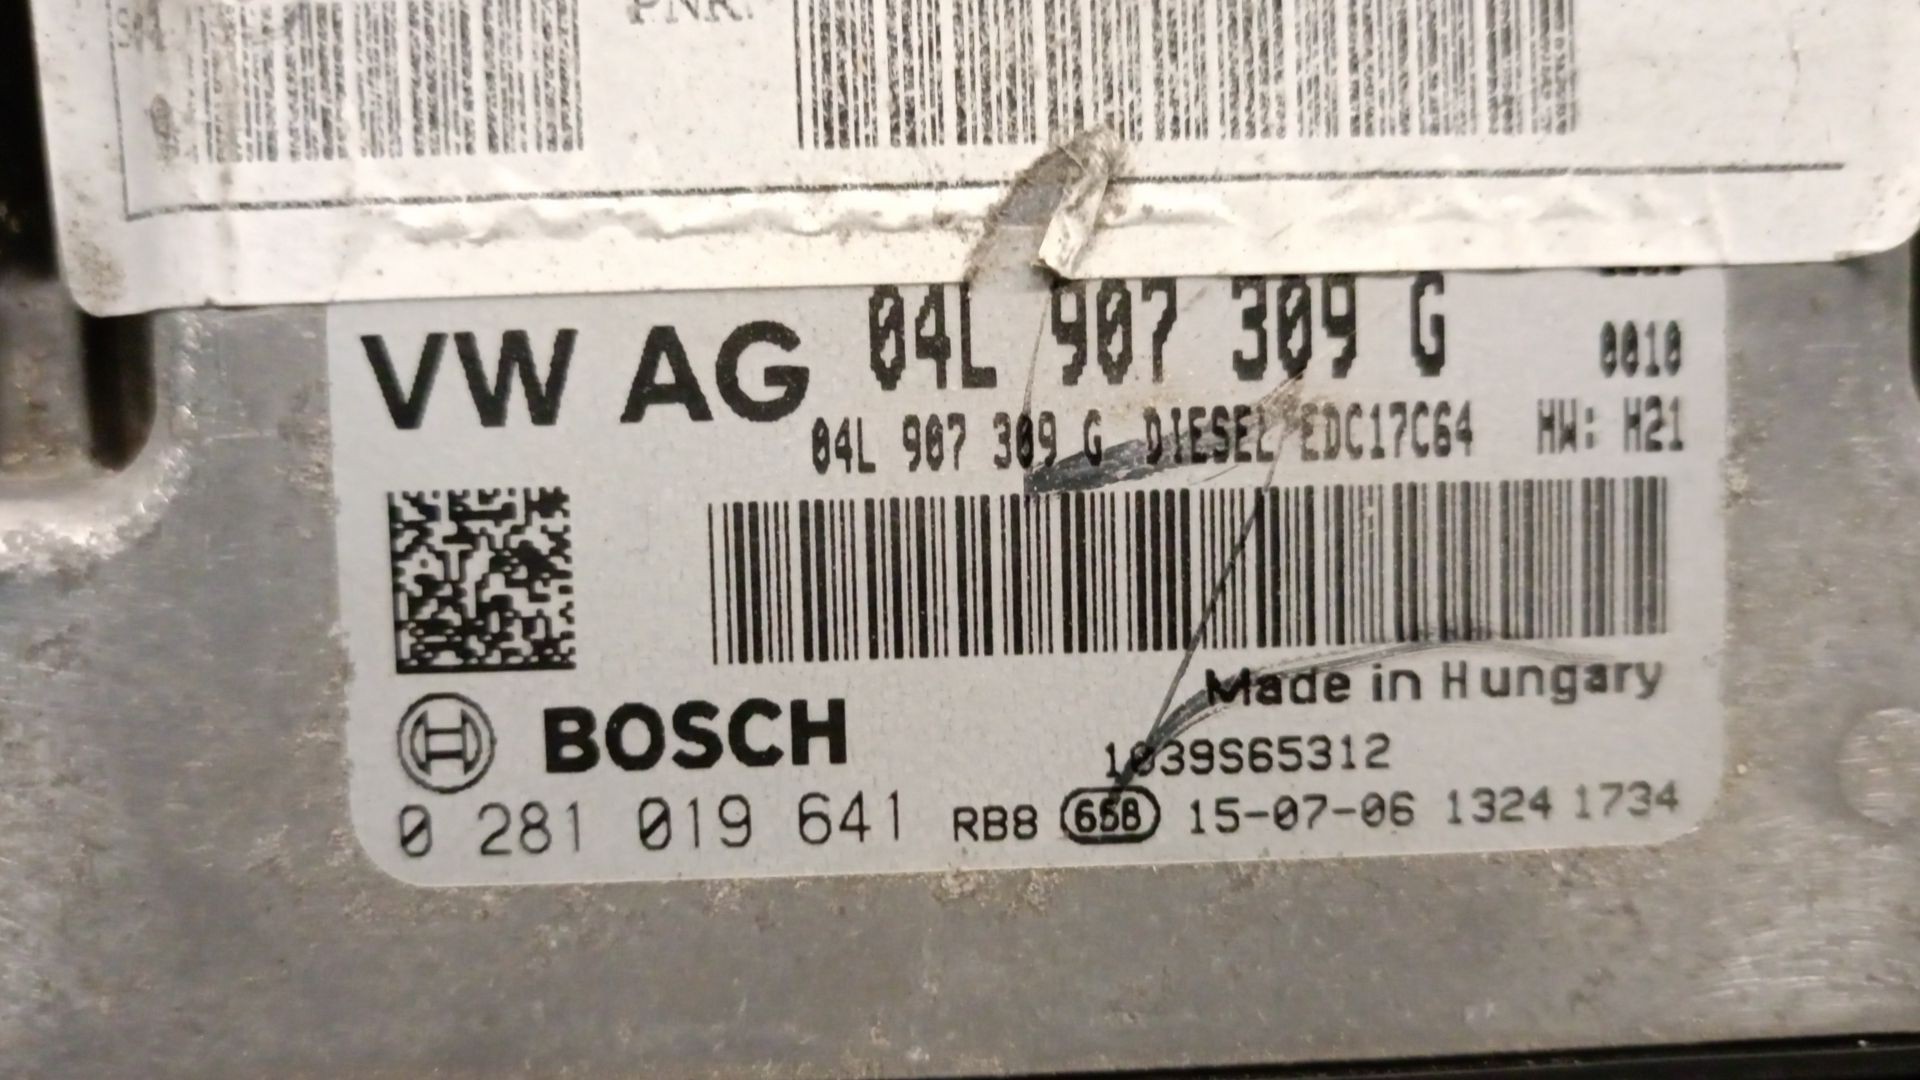 PNR.
VW AG 04L 907 309 G
0010
04L 907 309 G DIESEL EDC17C64 HW: H21
Made in Hungary
BOSCH
1039S65312
0 281 019 641 RB8 65B 15-07-06 1324 1734